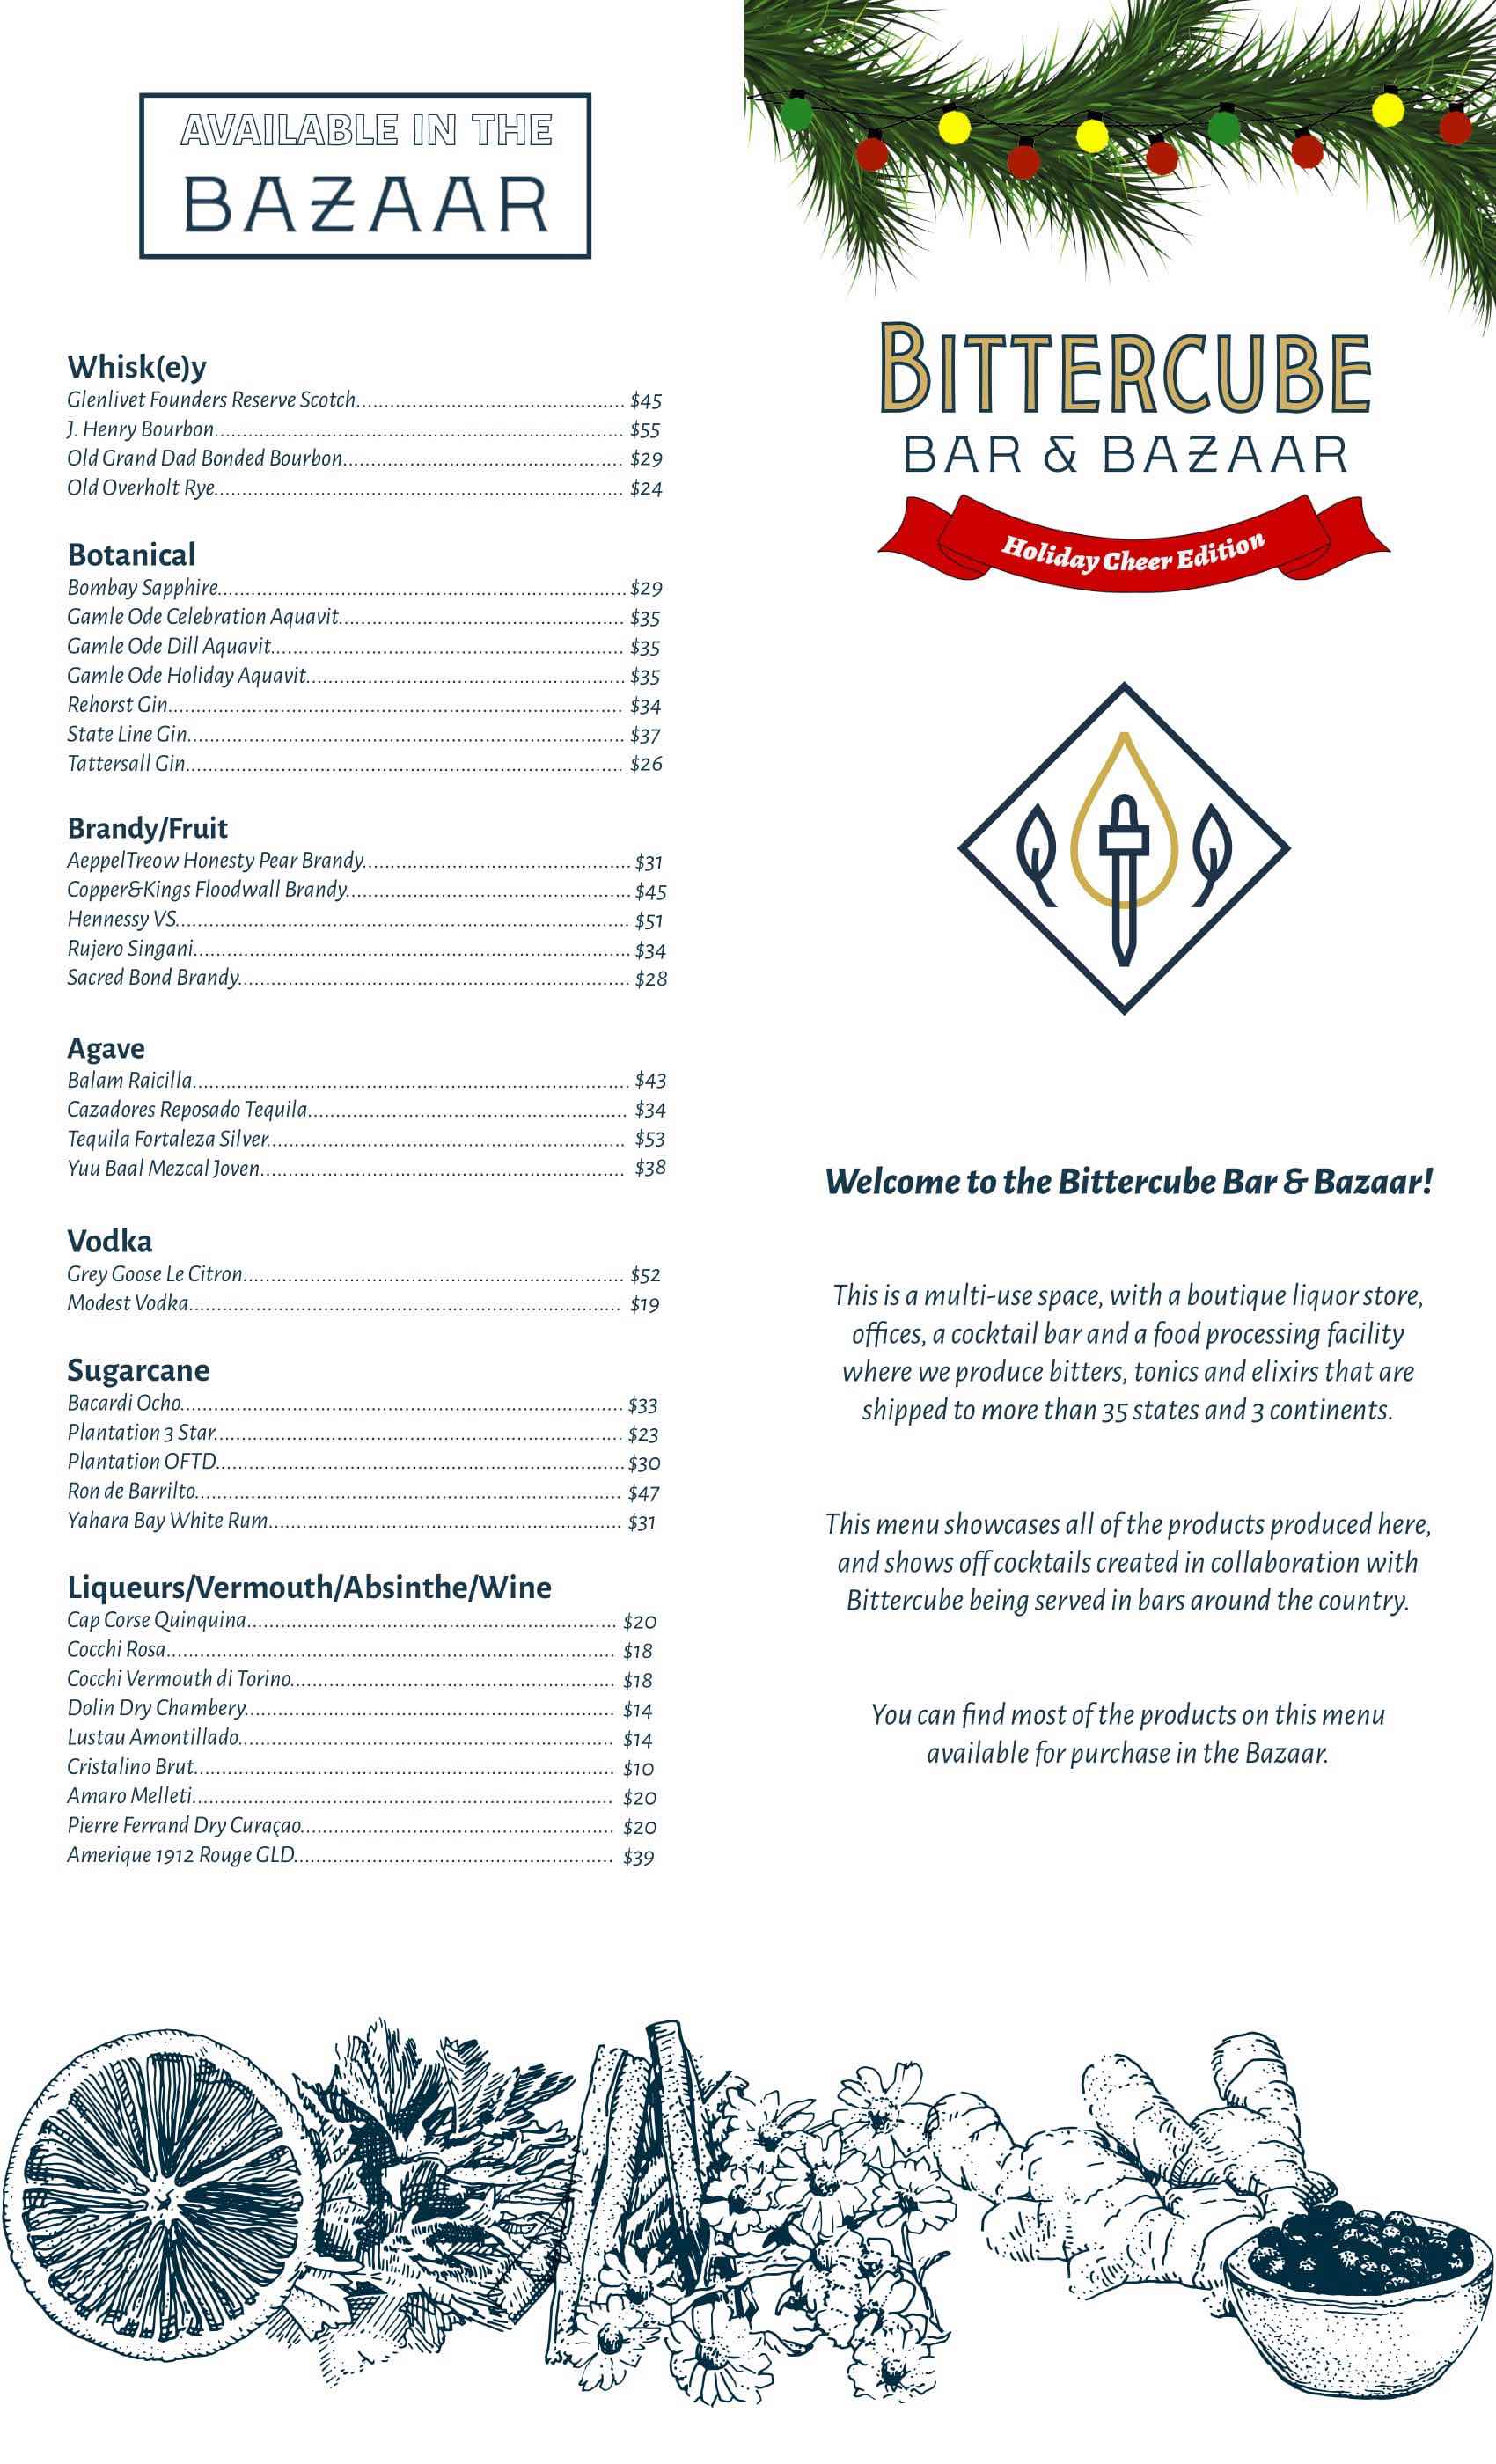 AVAILABLE IN THE
BAZAAR
Whisk(e)y
Glenlivet Founders Reserve Scotch................................................ $45
J. Henry Bourbon......................................................................... $55
Old Grand Dad Bonded Bourbon.................................................. $29
Old Overholt Rye......................................................................... $24
Botanical
Bombay Sapphire......................................................................... $29
Gamle Ode Celebration Aquavit................................................... $35
Gamle Ode Dill Aquavit............................................................... $35
Gamle Ode Holiday Aquavit......................................................... $35
Rehorst Gin................................................................................. $34
State Line Gin.............................................................................. $37
Tattersall Gin.............................................................................. $26
Brandy/Fruit
AeppelTreow Honesty Pear Brandy................................................ $31
Copper&Kings Floodwall Brandy................................................... $45
Hennessy VS................................................................................. $51
Rujero Singani.............................................................................. $34
Sacred Bond Brandy...................................................................... $28
Agave
Balam Raicilla.............................................................................. $43
Cazadores Reposado Tequila......................................................... $34
Tequila Fortaleza Silver................................................................ $53
Yuu Baal Mezcal Joven................................................................. $38
Vodka
Grey Goose Le Citron.................................................................... $52
Modest Vodka.............................................................................. $19
Sugarcane
Bacardi Ocho............................................................................... $33
Plantation 3 Star......................................................................... $23
Plantation OFTD......................................................................... $30
Ron de Barrilto............................................................................ $47
Yahara Bay White Rum............................................................... $31
Liqueurs/Vermouth/Absinthe/Wine
Cap Corse Quinquina.................................................................. $20
Cocchi Rosa................................................................................ $18
Cocchi Vermouth di Torino.......................................................... $18
Dolin Dry Chambery.................................................................. $14
Lustau Amontillado................................................................... $14
Cristalino Brut........................................................................... $10
Amaro Melleti........................................................................... $20
Pierre Ferrand Dry Curaçao........................................................ $20
Amerique 1912 Rouge GLD......................................................... $39
BITTERCUBE
BAR & BAZAAR
Holiday Cheer Edition
Welcome to the Bittercube Bar & Bazaar!
This is a multi-use space, with a boutique liquor store,
offices, a cocktail bar and a food processing facility
where we produce bitters, tonics and elixirs that are
shipped to more than 35 states and 3 continents.
This menu showcases all of the products produced here,
and shows off cocktails created in collaboration with
Bittercube being served in bars around the country.
You can find most of the products on this menu
available for purchase in the Bazaar.